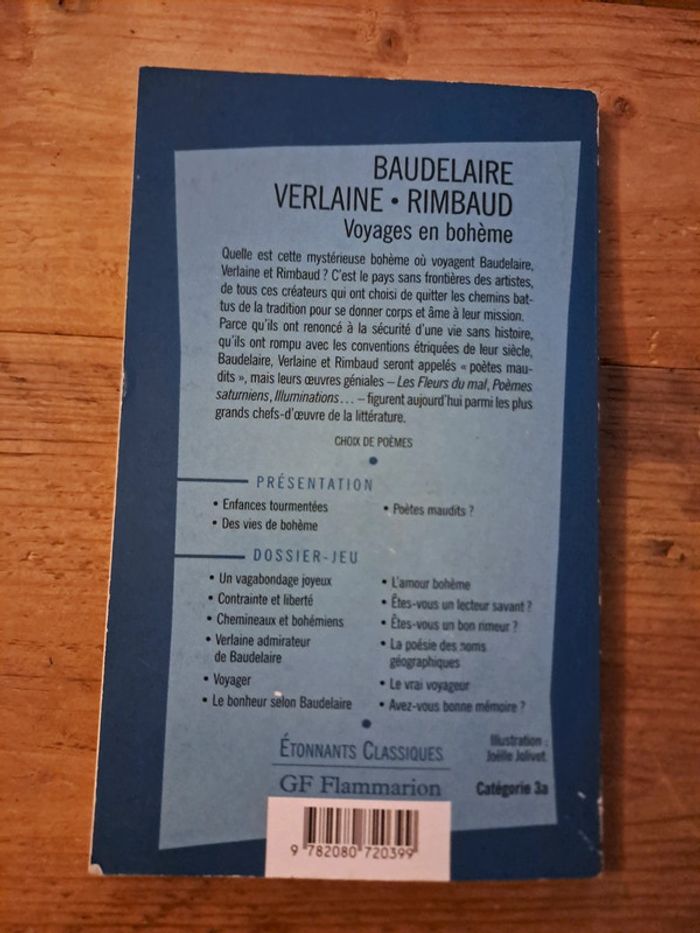 BAUDELAIRE
VERLAINE • RIMBAUD
Voyages en bohème
Quelle est cette mystérieuse bohème où voyagent Baudelaire,
Verlaine et Rimbaud ? C'est le pays sans frontières des artistes,
de tous ces créateurs qui ont choisi de quitter les chemins bat-
tus de la tradition pour se donner corps et âme à leur mission.
Parce qu'ils ont renoncé à la sécurité d'une vie sans histoire,
qu'ils ont rompu avec les conventions étriquées de leur siècle,
Baudelaire, Verlaine et Rimbaud seront appelés « poètes mau-
dits », mais leurs œuvres géniales – Les Fleurs du mal, Poèmes
saturniens, Illuminations… – figurent aujourd'hui parmi les plus
grands chefs-d'œuvre de la littérature.
CHOIX DE POÈMES
PRÉSENTATION
• Enfances tourmentées
• Des vies de bohème
• Poètes maudits ?
DOSSIER-JEU
• Un vagabondage joyeux
• Contrainte et liberté
• Chemineaux et bohémiens
• Verlaine admirateur
de Baudelaire
• Voyager
• Le bonheur selon Baudelaire
• L'amour bohème
• Êtes-vous un lecteur savant ?
• Êtes-vous un bon rimeur ?
• La poésie des noms
géographiques
• Le vrai voyageur
• Avez-vous bonne mémoire ?
ÉTONNANTS CLASSIQUES
GF Flammarion
Illustration :
Joëlle Jolivet
Catégorie 3a
9 782080 720399